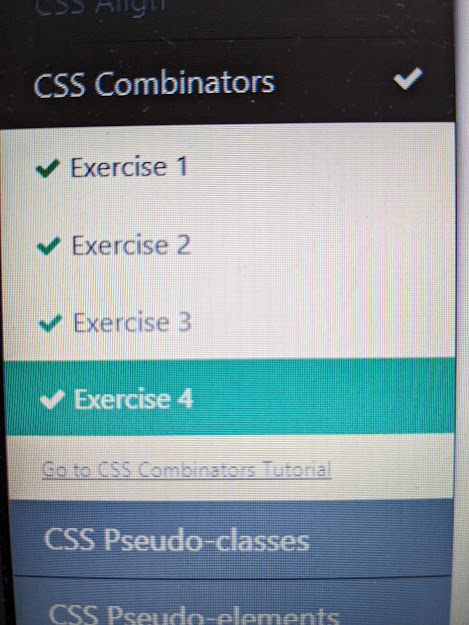 CSS Align
CSS Combinators
Exercise 1
Exercise 2
Exercise 3
Exercise 4
Go to CSS Combinators Tutorial
CSS Pseudo-classes
CSS Pseudo-elements